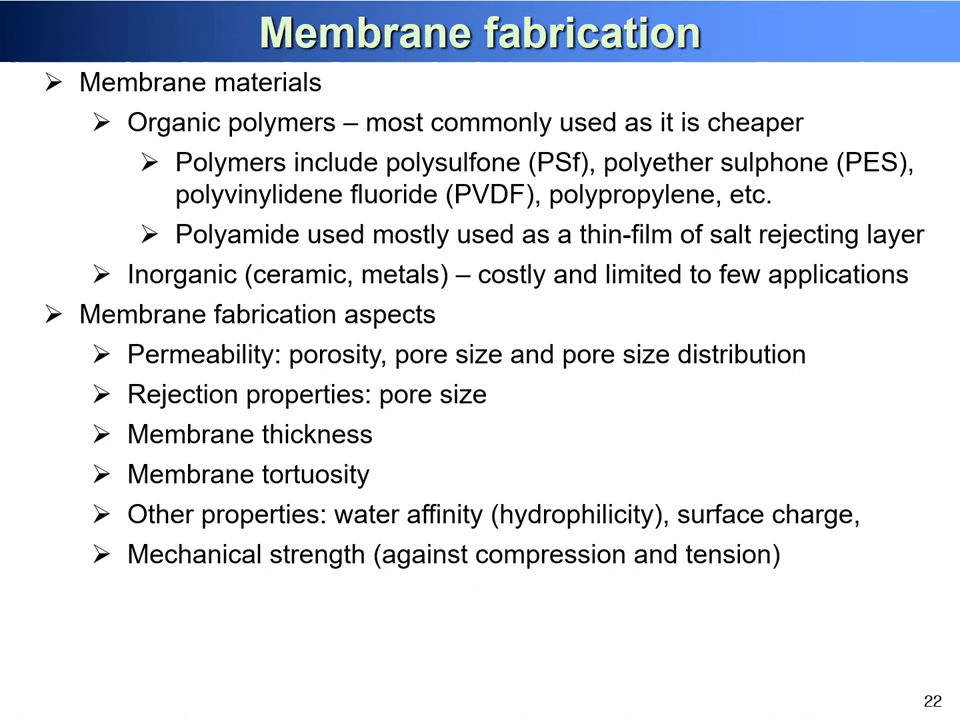 Membrane fabrication
➢ Membrane materials
➢ Organic polymers – most commonly used as it is cheaper
➢ Polymers include polysulfone (PSf), polyether sulphone (PES),
polyvinylidene fluoride (PVDF), polypropylene, etc.
➢ Polyamide used mostly used as a thin-film of salt rejecting layer
➢ Inorganic (ceramic, metals) – costly and limited to few applications
➢ Membrane fabrication aspects
➢ Permeability: porosity, pore size and pore size distribution
➢ Rejection properties: pore size
➢ Membrane thickness
➢ Membrane tortuosity
➢ Other properties: water affinity (hydrophilicity), surface charge,
➢ Mechanical strength (against compression and tension)
22